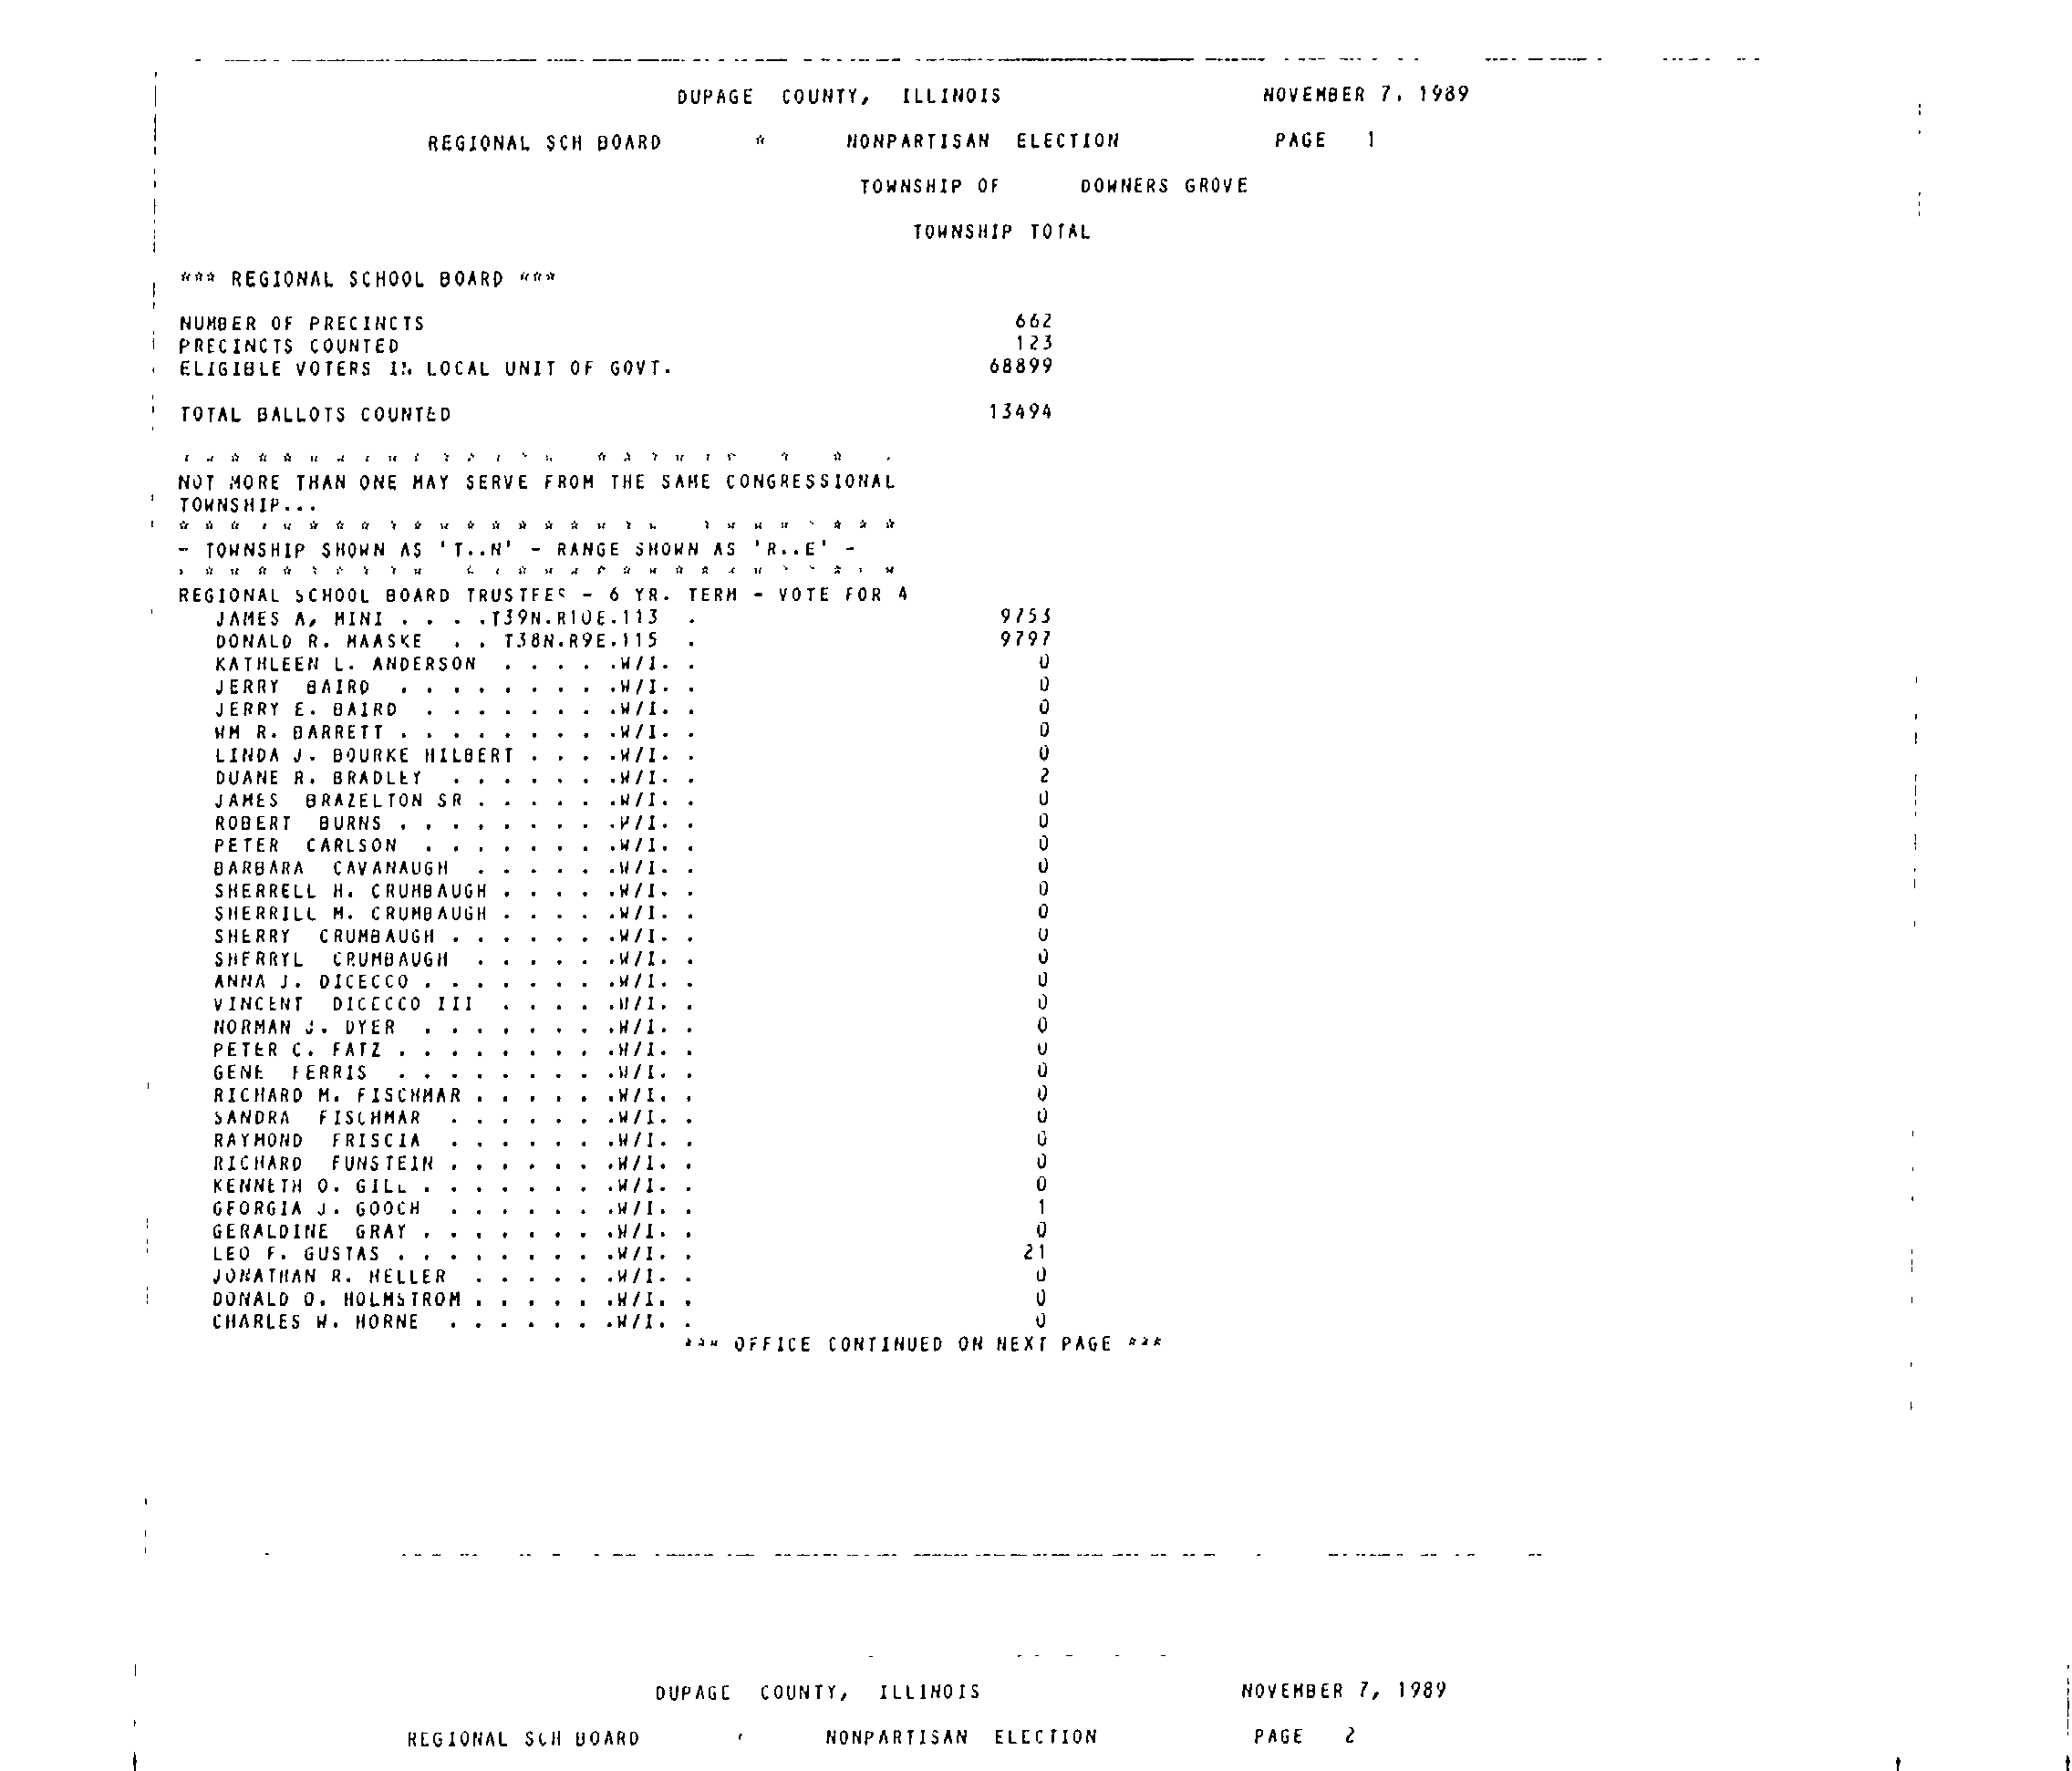 DUPAGE COUNTY, ILLINOIS NOVEMBER 7, 1989
REGIONAL SCH BOARD * NONPARTISAN ELECTION PAGE 1
TOWNSHIP OF DOWNERS GROVE
TOWNSHIP TOTAL
*** REGIONAL SCHOOL BOARD ***
NUMBER OF PRECINCTS 662
PRECINCTS COUNTED 123
ELIGIBLE VOTERS IN LOCAL UNIT OF GOVT. 68899
TOTAL BALLOTS COUNTED 13494
NOT MORE THAN ONE MAY SERVE FROM THE SAME CONGRESSIONAL
TOWNSHIP...
- TOWNSHIP SHOWN AS 'T..N' - RANGE SHOWN AS 'R..E' -
REGIONAL SCHOOL BOARD TRUSTEES - 6 YR. TERM - VOTE FOR 4
JAMES A, MINI . . . .T39N.R10E.113 . 9753
DONALD R. MAASKE . . T38N.R9E.115 . 9797
KATHLEEN L. ANDERSON . . . . .W/I. . 0
JERRY BAIRD . . . . . . . . .W/I. . 0
JERRY E. BAIRD . . . . . . . .W/I. . 0
WM R. BARRETT . . . . . . . . .W/I. . 0
LINDA J. BOURKE HILBERT . . . .W/I. . 0
DUANE R. BRADLEY . . . . . . .W/I. . 2
JAMES BRAZELTON SR . . . . . .W/I. . 0
ROBERT BURNS . . . . . . . . .W/I. . 0
PETER CARLSON . . . . . . . .W/I. . 0
BARBARA CAVANAUGH . . . . . .W/I. . 0
SHERRELL H. CRUMBAUGH . . . . .W/I. . 0
SHERRILL M. CRUMBAUGH . . . . .W/I. . 0
SHERRY CRUMBAUGH . . . . . . .W/I. . 0
SHERRYL CRUMBAUGH . . . . . .W/I. . 0
ANNA J. DICECCO . . . . . . . .W/I. . 0
VINCENT DICECCO III . . . . .W/I. . 0
NORMAN J. DYER . . . . . . . .W/I. . 0
PETER C. FATZ . . . . . . . . .W/I. . 0
GENE FERRIS . . . . . . . . .W/I. . 0
RICHARD M. FISCHMAR . . . . . .W/I. . 0
SANDRA FISCHMAR . . . . . . .W/I. . 0
RAYMOND FRISCIA . . . . . . .W/I. . 0
RICHARD FUNSTEIN . . . . . . .W/I. . 0
KENNETH O. GILL . . . . . . . .W/I. . 0
GEORGIA J. GOOCH . . . . . . .W/I. . 1
GERALDINE GRAY . . . . . . . .W/I. . 0
LEO F. GUSTAS . . . . . . . . .W/I. . 21
JONATHAN R. HELLER . . . . . .W/I. . 0
DONALD O. HOLMSTROM . . . . . .W/I. . 0
CHARLES W. HORNE . . . . . . .W/I. . 0
*** OFFICE CONTINUED ON NEXT PAGE ***
DUPAGE COUNTY, ILLINOIS NOVEMBER 7, 1989
REGIONAL SCH BOARD NONPARTISAN ELECTION PAGE 2